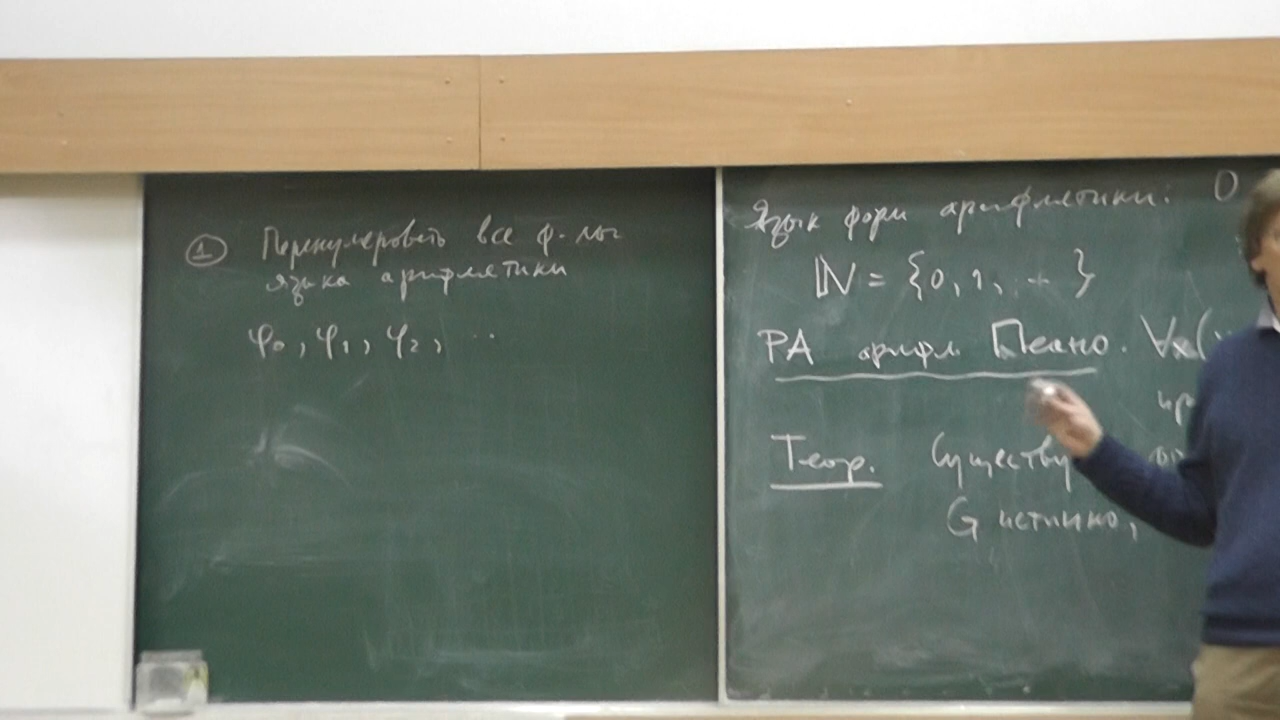 ① Перенумеровать все ф-лы
языка арифметики
φ₀, φ₁, φ₂, ...
Язык форм арифметики: 0
ℕ = {0, 1, ... }
PA арифм. Пеано. ∀x(
Теор. Существу
G истинно,